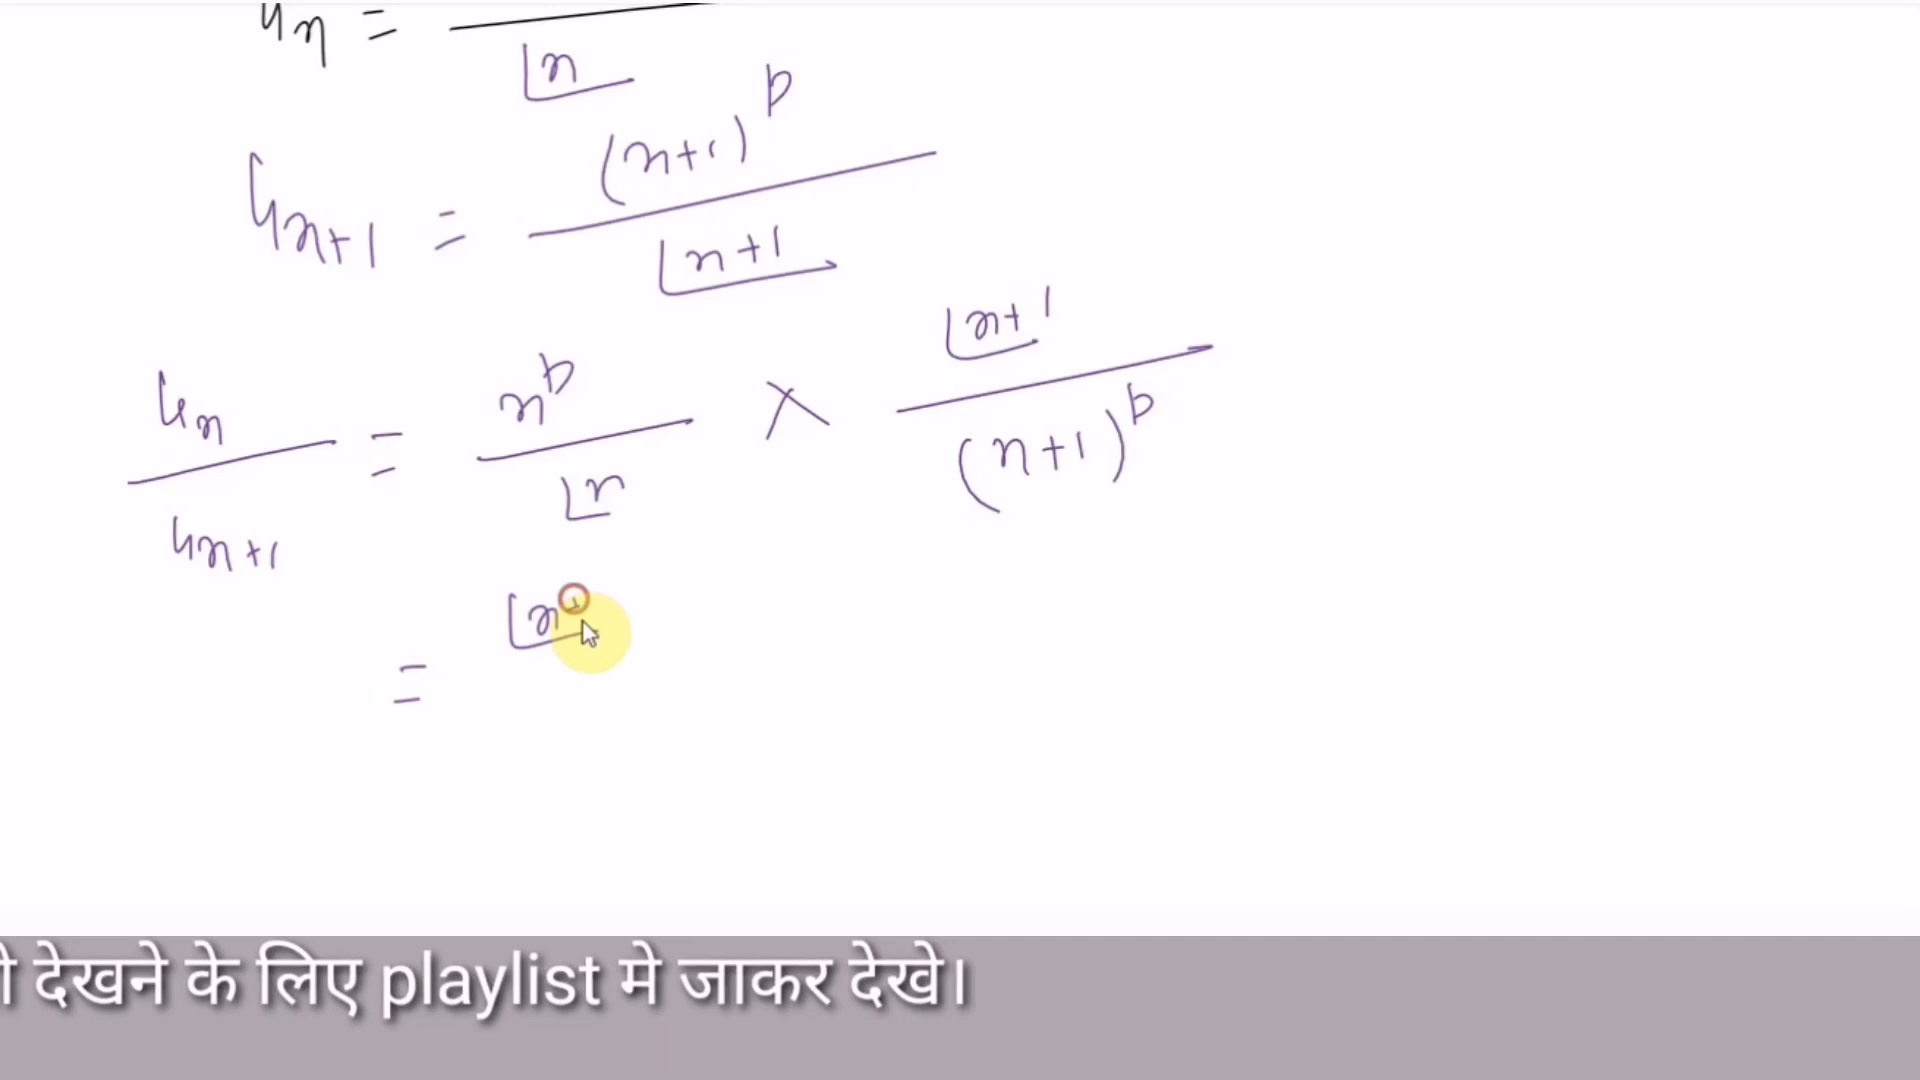 uₙ =
⌊n
uₙ₊₁ = (n+1)^p / ⌊n+1
uₙ / uₙ₊₁ = n^p / ⌊n × ⌊n+1 / (n+1)^p
= ⌊n
देखने के लिए playlist मे जाकर देखे।